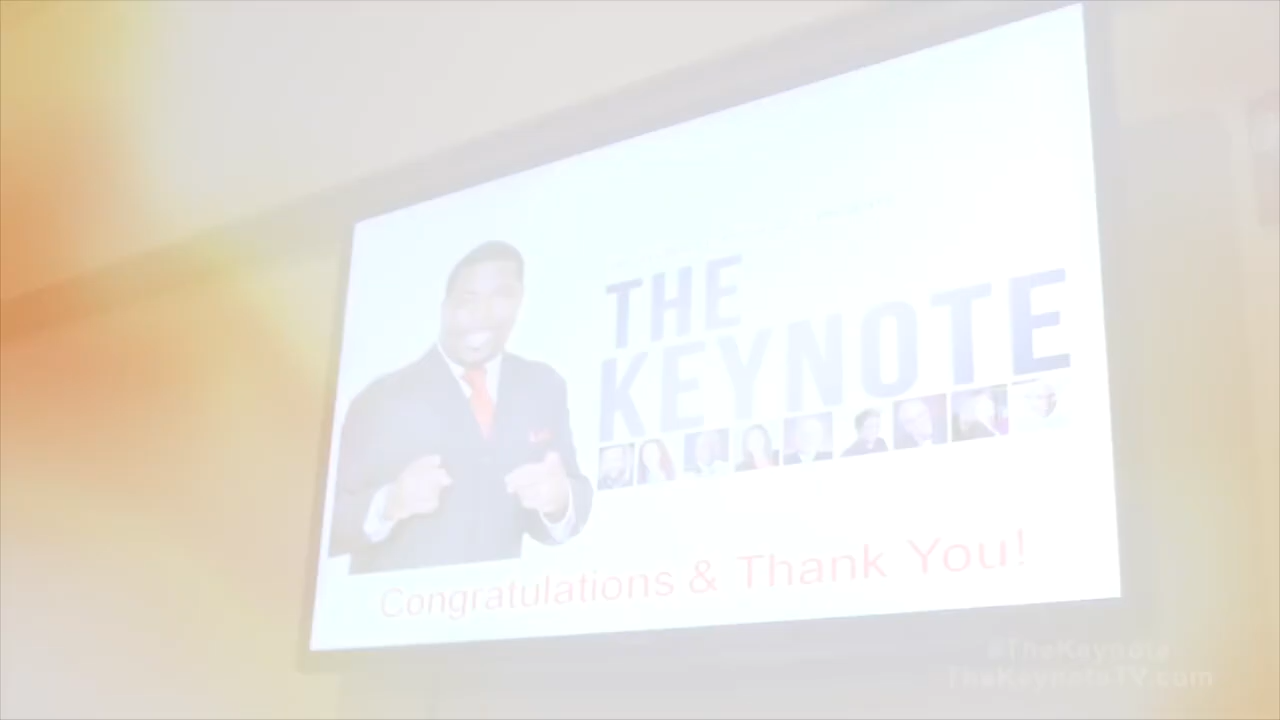 THE
KEYNOTE
Congratulations & Thank You!
#TheKeynote
TheKeynoteTV.com